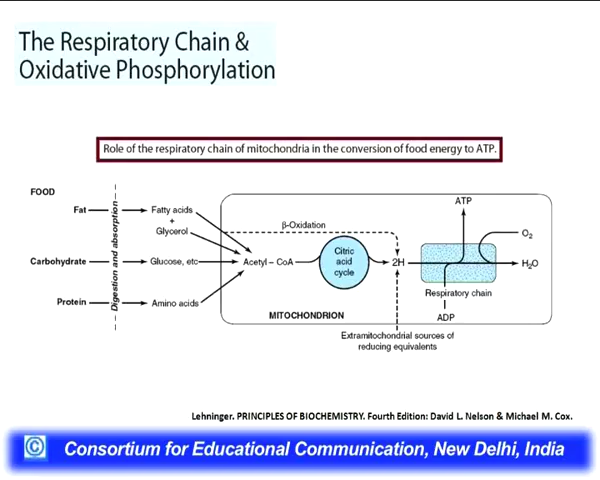 The Respiratory Chain &
Oxidative Phosphorylation
Role of the respiratory chain of mitochondria in the conversion of food energy to ATP.
FOOD
Fat
Carbohydrate
Protein
Digestion and absorption
Fatty acids
+
Glycerol
Glucose, etc
Amino acids
β-Oxidation
Acetyl – CoA
Citric
acid
cycle
2H
ATP
O₂
H₂O
Respiratory chain
ADP
MITOCHONDRION
Extramitochondrial sources of
reducing equivalents
Lehninger. PRINCIPLES OF BIOCHEMISTRY. Fourth Edition: David L. Nelson & Michael M. Cox.
© Consortium for Educational Communication, New Delhi, India